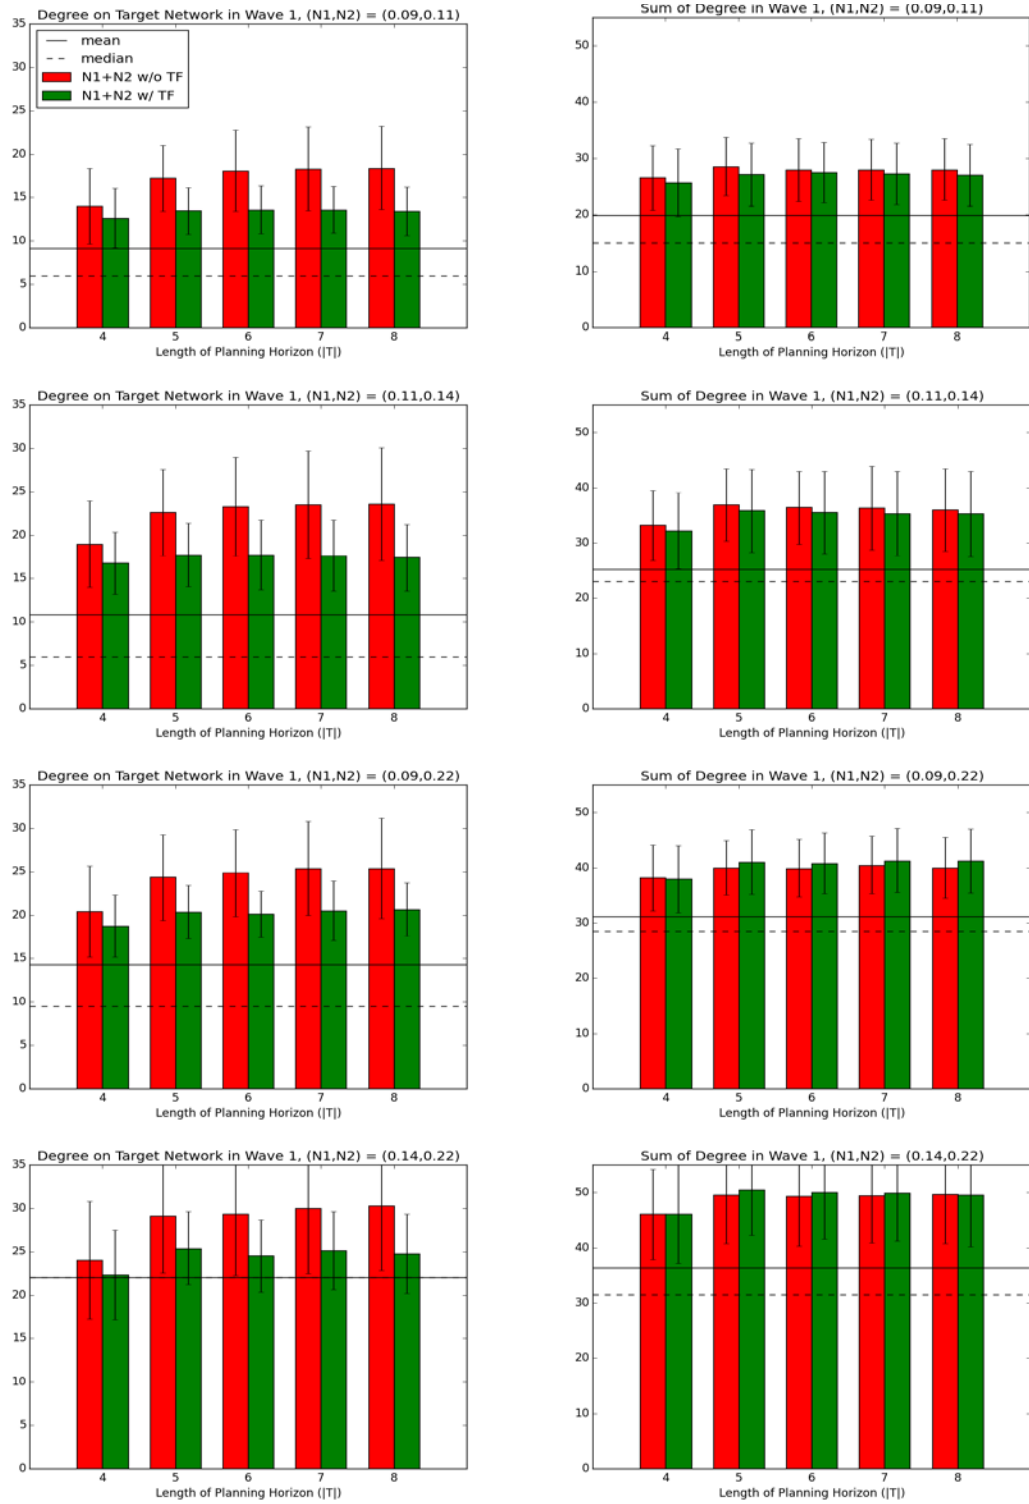 Degree on Target Network in Wave 1, (N1,N2) = (0.09,0.11)
35
30
25
20
15
10
5
0
mean
median
N1+N2 w/o TF
N1+N2 w/ TF
4 5 6 7 8
Length of Planning Horizon (|T|)
Sum of Degree in Wave 1, (N1,N2) = (0.09,0.11)
50
40
30
20
10
0
4 5 6 7 8
Length of Planning Horizon (|T|)
Degree on Target Network in Wave 1, (N1,N2) = (0.11,0.14)
35
30
25
20
15
10
5
0
4 5 6 7 8
Length of Planning Horizon (|T|)
Sum of Degree in Wave 1, (N1,N2) = (0.11,0.14)
50
40
30
20
10
0
4 5 6 7 8
Length of Planning Horizon (|T|)
Degree on Target Network in Wave 1, (N1,N2) = (0.09,0.22)
35
30
25
20
15
10
5
0
4 5 6 7 8
Length of Planning Horizon (|T|)
Sum of Degree in Wave 1, (N1,N2) = (0.09,0.22)
50
40
30
20
10
0
4 5 6 7 8
Length of Planning Horizon (|T|)
Degree on Target Network in Wave 1, (N1,N2) = (0.14,0.22)
35
30
25
20
15
10
5
0
4 5 6 7 8
Length of Planning Horizon (|T|)
Sum of Degree in Wave 1, (N1,N2) = (0.14,0.22)
50
40
30
20
10
0
4 5 6 7 8
Length of Planning Horizon (|T|)